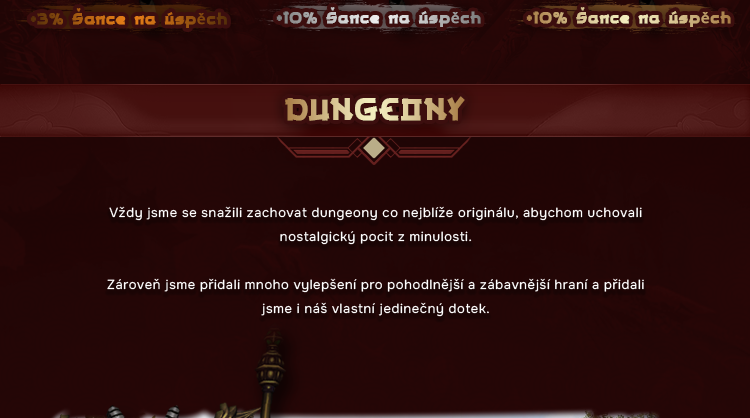 •3% Šance na úspěch •10% Šance na úspěch •10% Šance na úspěch
DUNGEONY
Vždy jsme se snažili zachovat dungeony co nejblíže originálu, abychom uchovali
nostalgický pocit z minulosti.
Zároveň jsme přidali mnoho vylepšení pro pohodlnější a zábavnější hraní a přidali
jsme i náš vlastní jedinečný dotek.